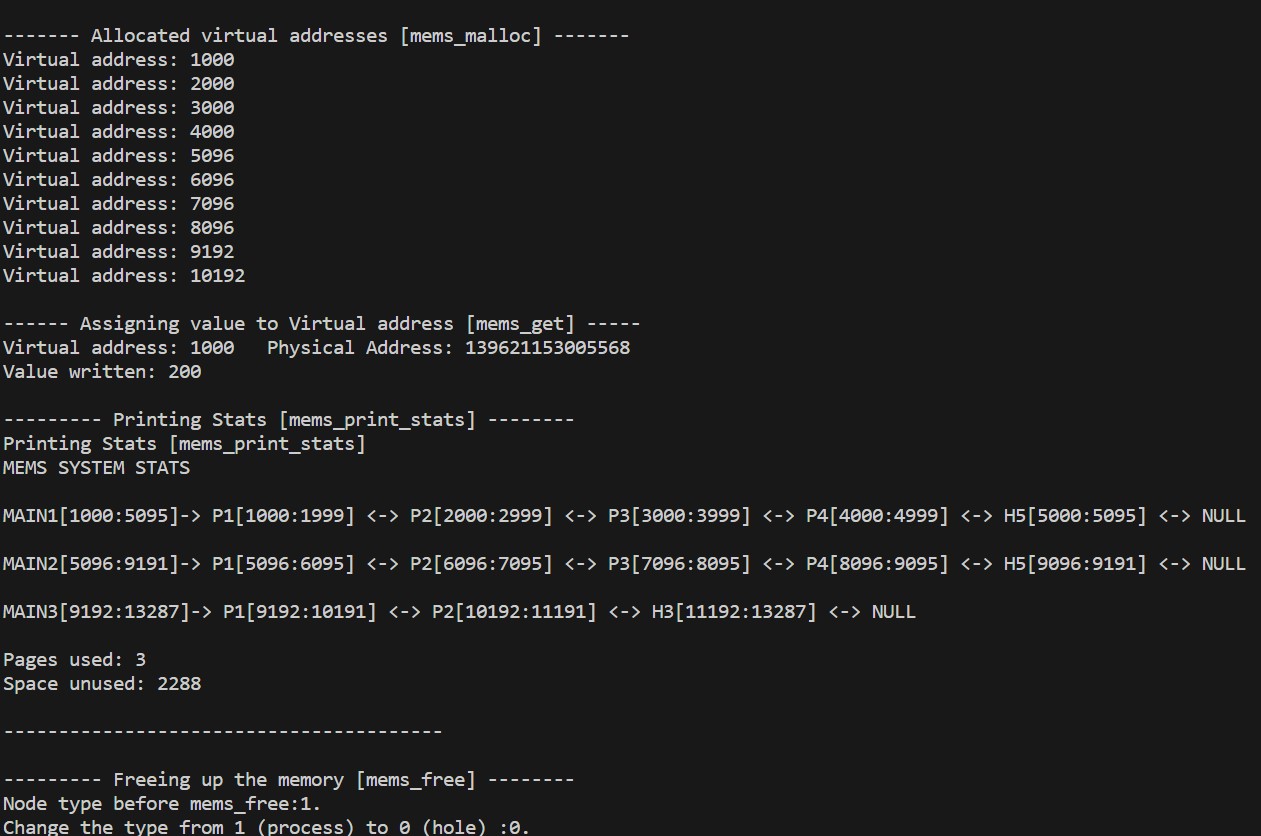 ------- Allocated virtual addresses [mems_malloc] -------
Virtual address: 1000
Virtual address: 2000
Virtual address: 3000
Virtual address: 4000
Virtual address: 5096
Virtual address: 6096
Virtual address: 7096
Virtual address: 8096
Virtual address: 9192
Virtual address: 10192
------ Assigning value to Virtual address [mems_get] -----
Virtual address: 1000   Physical Address: 139621153005568
Value written: 200
--------- Printing Stats [mems_print_stats] --------
Printing Stats [mems_print_stats]
MEMS SYSTEM STATS
MAIN1[1000:5095]-> P1[1000:1999] <-> P2[2000:2999] <-> P3[3000:3999] <-> P4[4000:4999] <-> H5[5000:5095] <-> NULL
MAIN2[5096:9191]-> P1[5096:6095] <-> P2[6096:7095] <-> P3[7096:8095] <-> P4[8096:9095] <-> H5[9096:9191] <-> NULL
MAIN3[9192:13287]-> P1[9192:10191] <-> P2[10192:11191] <-> H3[11192:13287] <-> NULL
Pages used: 3
Space unused: 2288
----------------------------------------
--------- Freeing up the memory [mems_free] --------
Node type before mems_free:1.
Change the type from 1 (process) to 0 (hole) :0.